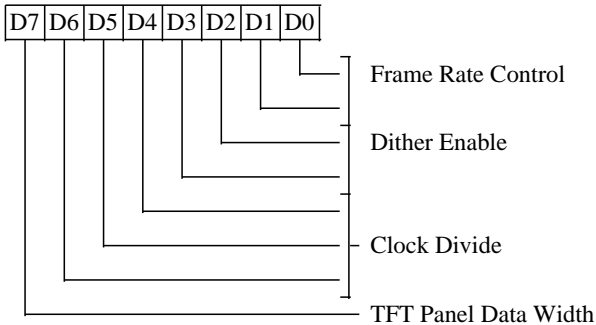 D7 D6 D5 D4 D3 D2 D1 D0
Frame Rate Control
Dither Enable
Clock Divide
TFT Panel Data Width